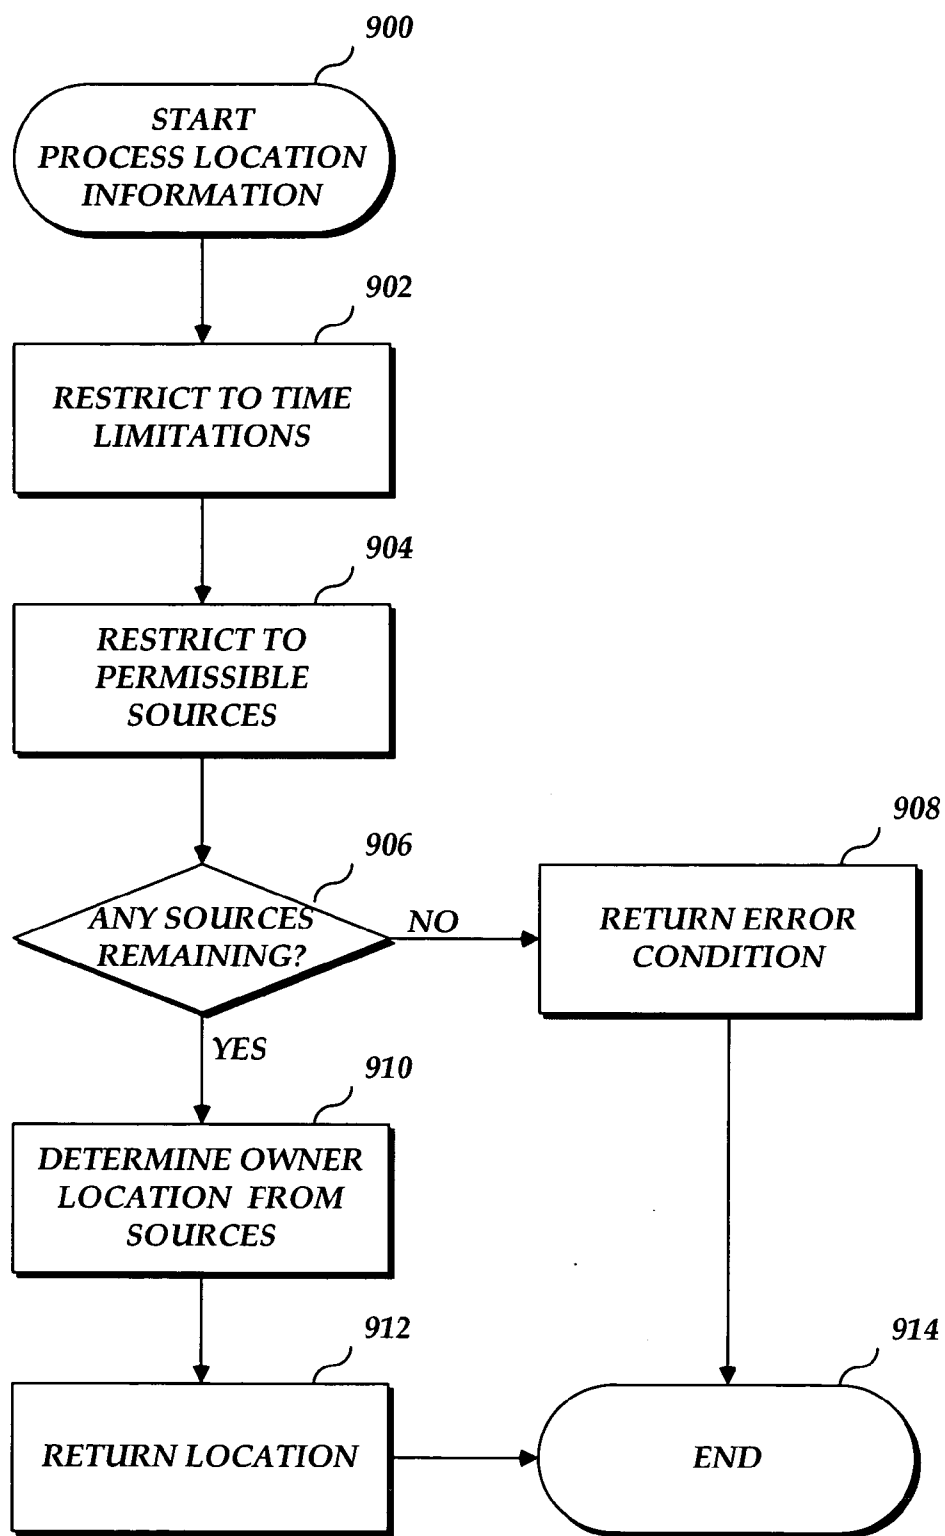 900
START
PROCESS LOCATION
INFORMATION
902
RESTRICT TO TIME
LIMITATIONS
904
RESTRICT TO
PERMISSIBLE
SOURCES
906
ANY SOURCES
REMAINING?
NO
908
RETURN ERROR
CONDITION
YES
910
DETERMINE OWNER
LOCATION FROM
SOURCES
912
RETURN LOCATION
914
END